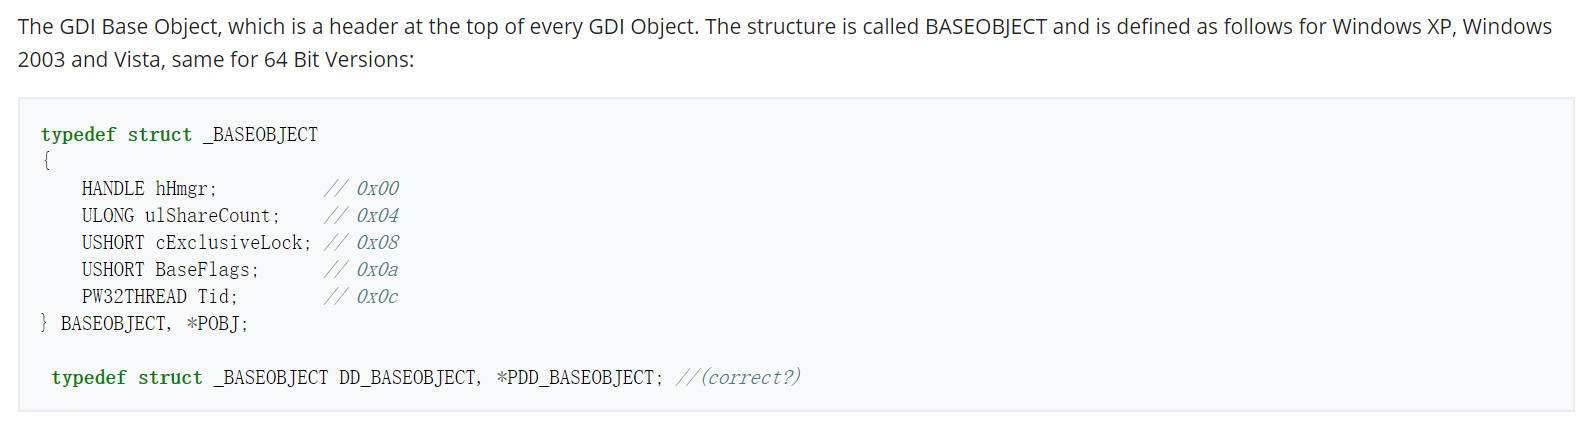 The GDI Base Object, which is a header at the top of every GDI Object. The structure is called BASEOBJECT and is defined as follows for Windows XP, Windows
2003 and Vista, same for 64 Bit Versions:
typedef struct _BASEOBJECT
{
    HANDLE hHmgr;          // 0x00
    ULONG ulShareCount;    // 0x04
    USHORT cExclusiveLock; // 0x08
    USHORT BaseFlags;      // 0x0a
    PW32THREAD Tid;        // 0x0c
} BASEOBJECT, *POBJ;
 typedef struct _BASEOBJECT DD_BASEOBJECT, *PDD_BASEOBJECT; //(correct?)